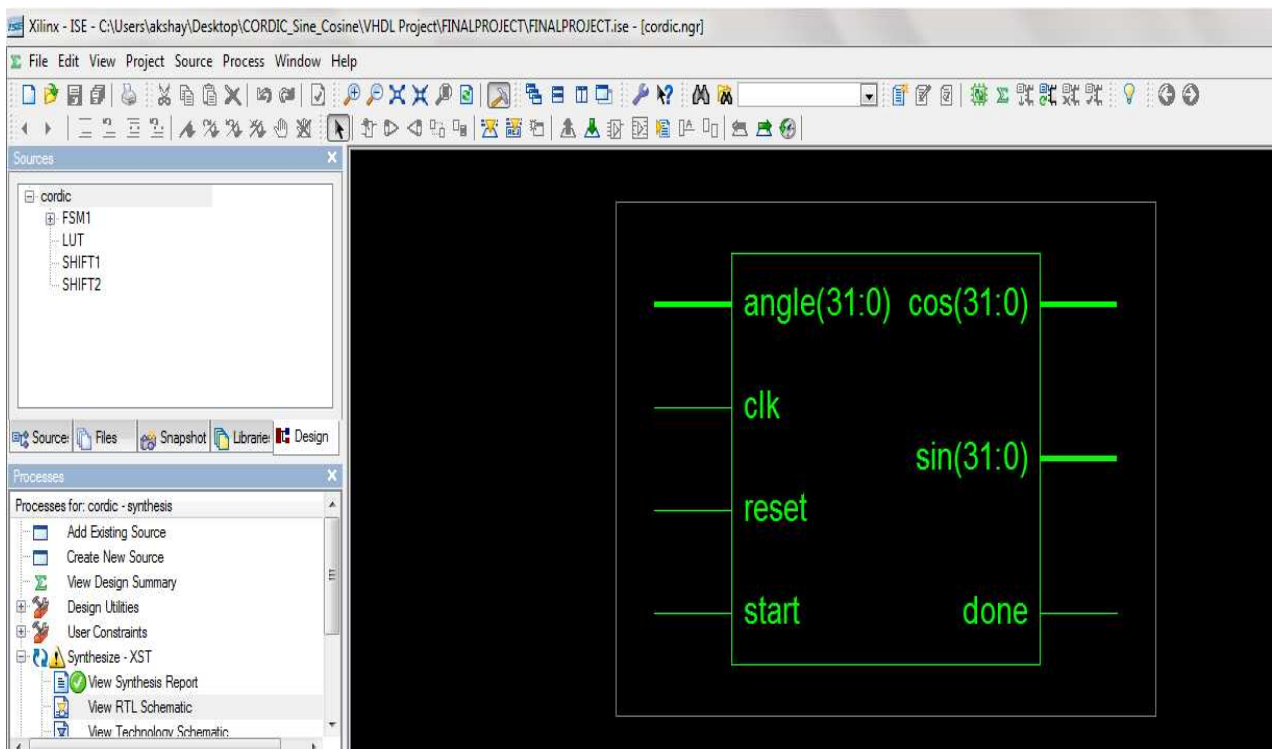 ISE Xilinx - ISE - C:\Users\akshay\Desktop\CORDIC_Sine_Cosine\VHDL Project\FINALPROJECT\FINALPROJECT.ise - [cordic.ngr]
File Edit View Project Source Process Window Help
Sources
cordic
FSM1
LUT
SHIFT1
SHIFT2
Source Files Snapshot Librarie Design
Processes
Processes for: cordic - synthesis
Add Existing Source
Create New Source
View Design Summary
Design Utilities
User Constraints
Synthesize - XST
View Synthesis Report
View RTL Schematic
View Technology Schematic
angle(31:0) cos(31:0)
clk
sin(31:0)
reset
start done